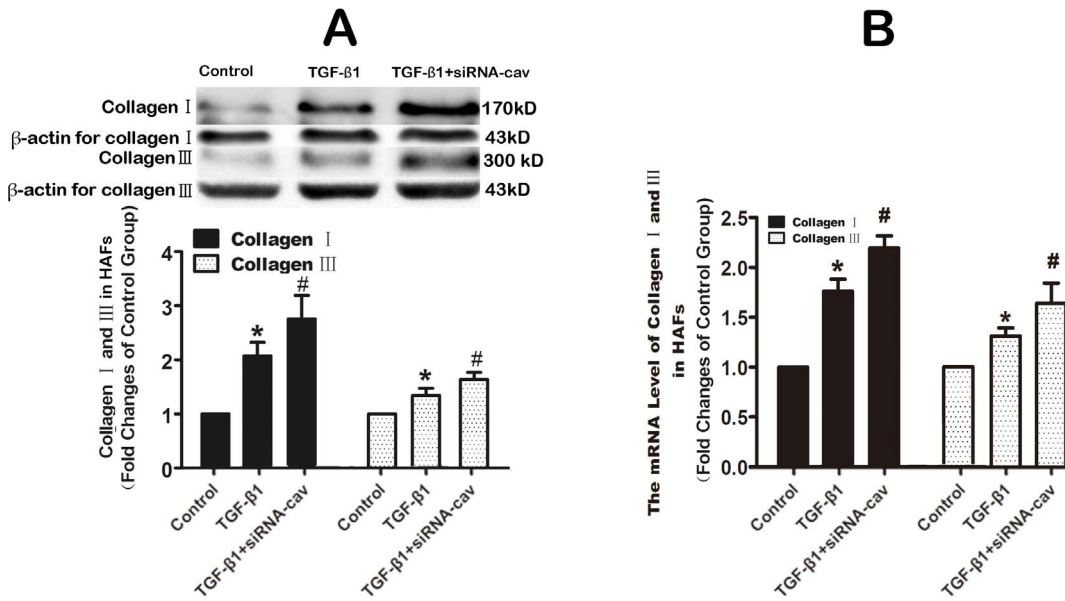 A
Control TGF-β1 TGF-β1+siRNA-cav
Collagen Ⅰ 170kD
β-actin for collagen Ⅰ 43kD
Collagen Ⅲ 300 kD
β-actin for collagen Ⅲ 43kD
Collagen Ⅰ and Ⅲ in HAFs
(Fold Changes of Control Group)
4
3
2
1
0
Collagen Ⅰ
Collagen Ⅲ
* # * #
Control
TGF-β1
TGF-β1+siRNA-cav
Control
TGF-β1
TGF-β1+siRNA-cav
B
The mRNA Level of Collagen Ⅰ and Ⅲ
in HAFs
(Fold Changes of Control Group)
2.5
2.0
1.5
1.0
0.5
0.0
Collagen Ⅰ
Collagen Ⅲ
* # * #
Control
TGF-β1
TGF-β1+siRNA-cav
Control
TGF-β1
TGF-β1+siRNA-cav